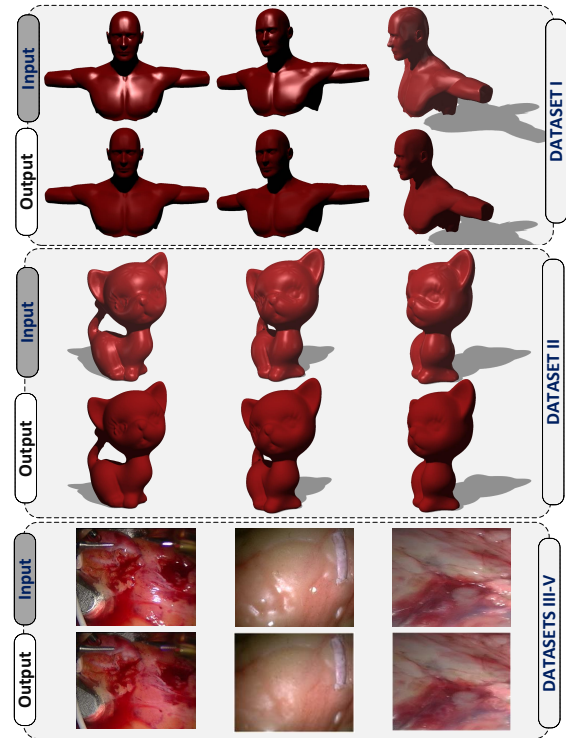 Input
Output
DATASET I
Input
Output
DATASET II
Input
Output
DATASETS III-V